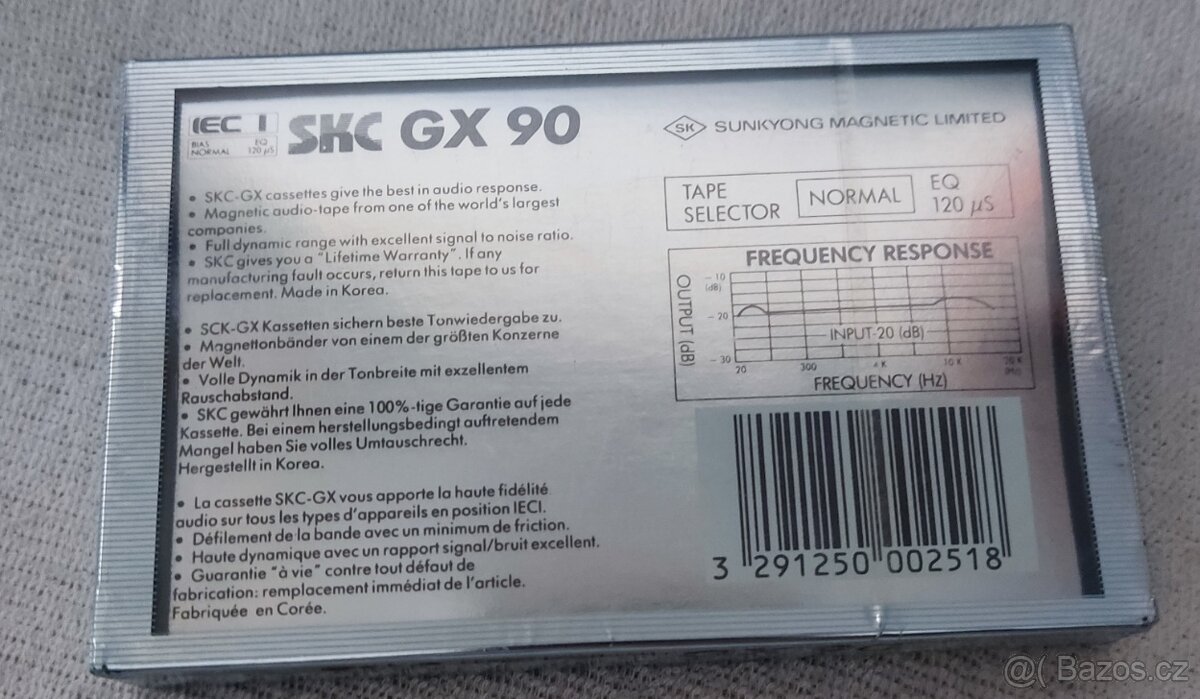 IEC I
BIAS NORMAL EQ 120 µS
SKC GX 90
SK SUNKYONG MAGNETIC LIMITED
• SKC-GX cassettes give the best in audio response.
• Magnetic audio-tape from one of the world's largest
companies.
• Full dynamic range with excellent signal to noise ratio.
• SKC gives you a "Lifetime Warranty". If any
manufacturing fault occurs, return this tape to us for
replacement. Made in Korea.
• SCK-GX Kassetten sichern beste Tonwiedergabe zu.
• Magnettonbänder von einem der größten Konzerne
der Welt.
• Volle Dynamik in der Tonbreite mit exzellentem
Rauschabstand.
• SKC gewährt Ihnen eine 100%-tige Garantie auf jede
Kassette. Bei einem herstellungsbedingt auftretendem
Mangel haben Sie volles Umtauschrecht.
Hergestellt in Korea.
• La cassette SKC-GX vous apporte la haute fidélité
audio sur tous les types d'appareils en position IECI.
• Défilement de la bande avec un minimum de friction.
• Haute dynamique avec un rapport signal/bruit excellent.
• Guarantie "à vie" contre tout défaut de
fabrication: remplacement immédiat de l'article.
Fabriquée en Corée.
TAPE SELECTOR NORMAL EQ 120 µS
FREQUENCY RESPONSE
OUTPUT (dB)
-10
(dB)
-20
INPUT-20 (dB)
-30
20 300 4K 10K 20K
(Hz)
FREQUENCY (Hz)
3 291250 002518
@( Bazos.cz